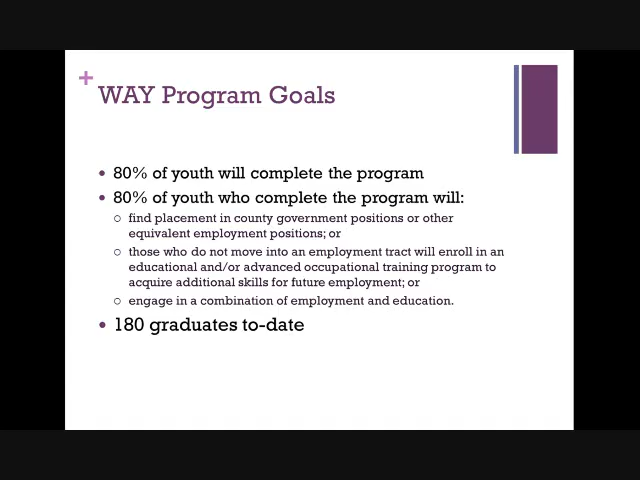 +
WAY Program Goals
• 80% of youth will complete the program
• 80% of youth who complete the program will:
○ find placement in county government positions or other
equivalent employment positions; or
○ those who do not move into an employment tract will enroll in an
educational and/or advanced occupational training program to
acquire additional skills for future employment; or
○ engage in a combination of employment and education.
• 180 graduates to-date